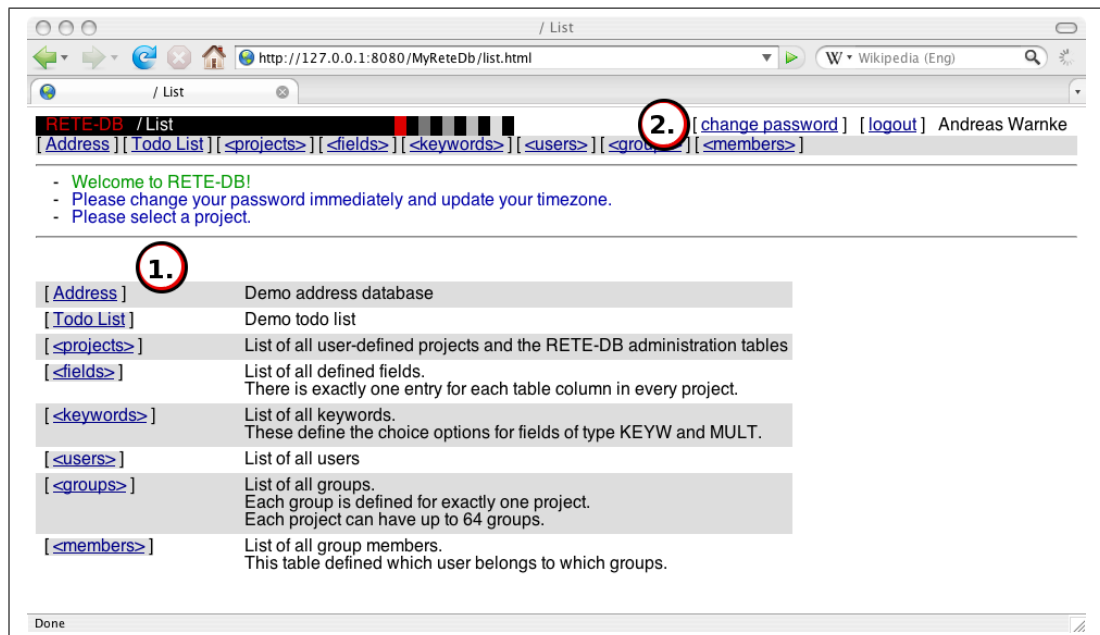 / List
http://127.0.0.1:8080/MyReteDb/list.html
W Wikipedia (Eng)
/ List
RETE-DB / List 2. [ change password ] [ logout ] Andreas Warnke
[ Address ] [ Todo List ] [ <projects> ] [ <fields> ] [ <keywords> ] [ <users> ] [ <group > ] [ <members> ]
- Welcome to RETE-DB!
- Please change your password immediately and update your timezone.
- Please select a project.
1.
[ Address ] Demo address database
[ Todo List ] Demo todo list
[ <projects> ] List of all user-defined projects and the RETE-DB administration tables
[ <fields> ] List of all defined fields.
There is exactly one entry for each table column in every project.
[ <keywords> ] List of all keywords.
These define the choice options for fields of type KEYW and MULT.
[ <users> ] List of all users
[ <groups> ] List of all groups.
Each group is defined for exactly one project.
Each project can have up to 64 groups.
[ <members> ] List of all group members.
This table defined which user belongs to which groups.
Done